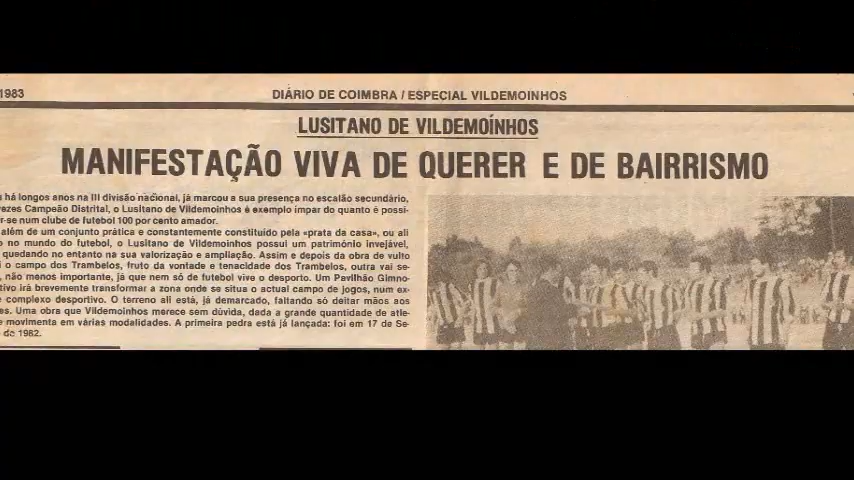 1983
DIÁRIO DE COIMBRA / ESPECIAL VILDEMOINHOS
LUSITANO DE VILDEMOÍNHOS
MANIFESTAÇÃO VIVA DE QUERER E DE BAIRRISMO
há longos anos na III divisão nacional, já marcou a sua presença no escalão secundário,
ezes Campeão Distrital, o Lusitano de Vildemoinhos é exemplo ímpar do quanto é possi-
r-se num clube de futebol 100 por cento amador.
além de um conjunto prática e constantemente constituído pela «prata da casa», ou ali
o no mundo do futebol, o Lusitano de Vildemoinhos possui um património invejável,
quedando no entanto na sua valorização e ampliação. Assim e depois da obra de vulto
i o campo dos Trambelos, fruto da vontade e tenacidade dos Trambelos, outra vai se-
, não menos importante, já que nem só de futebol vive o desporto. Um Pavilhão Gimno-
tivo irá brevemente transformar a zona onde se situa o actual campo de jogos, num ex-
e complexo desportivo. O terreno ali está, já demarcado, faltando só deitar mãos aos
es. Uma obra que Vildemoinhos merece sem dúvida, dada a grande quantidade de atle-
e movimenta em várias modalidades. A primeira pedra está já lançada: foi em 17 de Se-
de 1982.